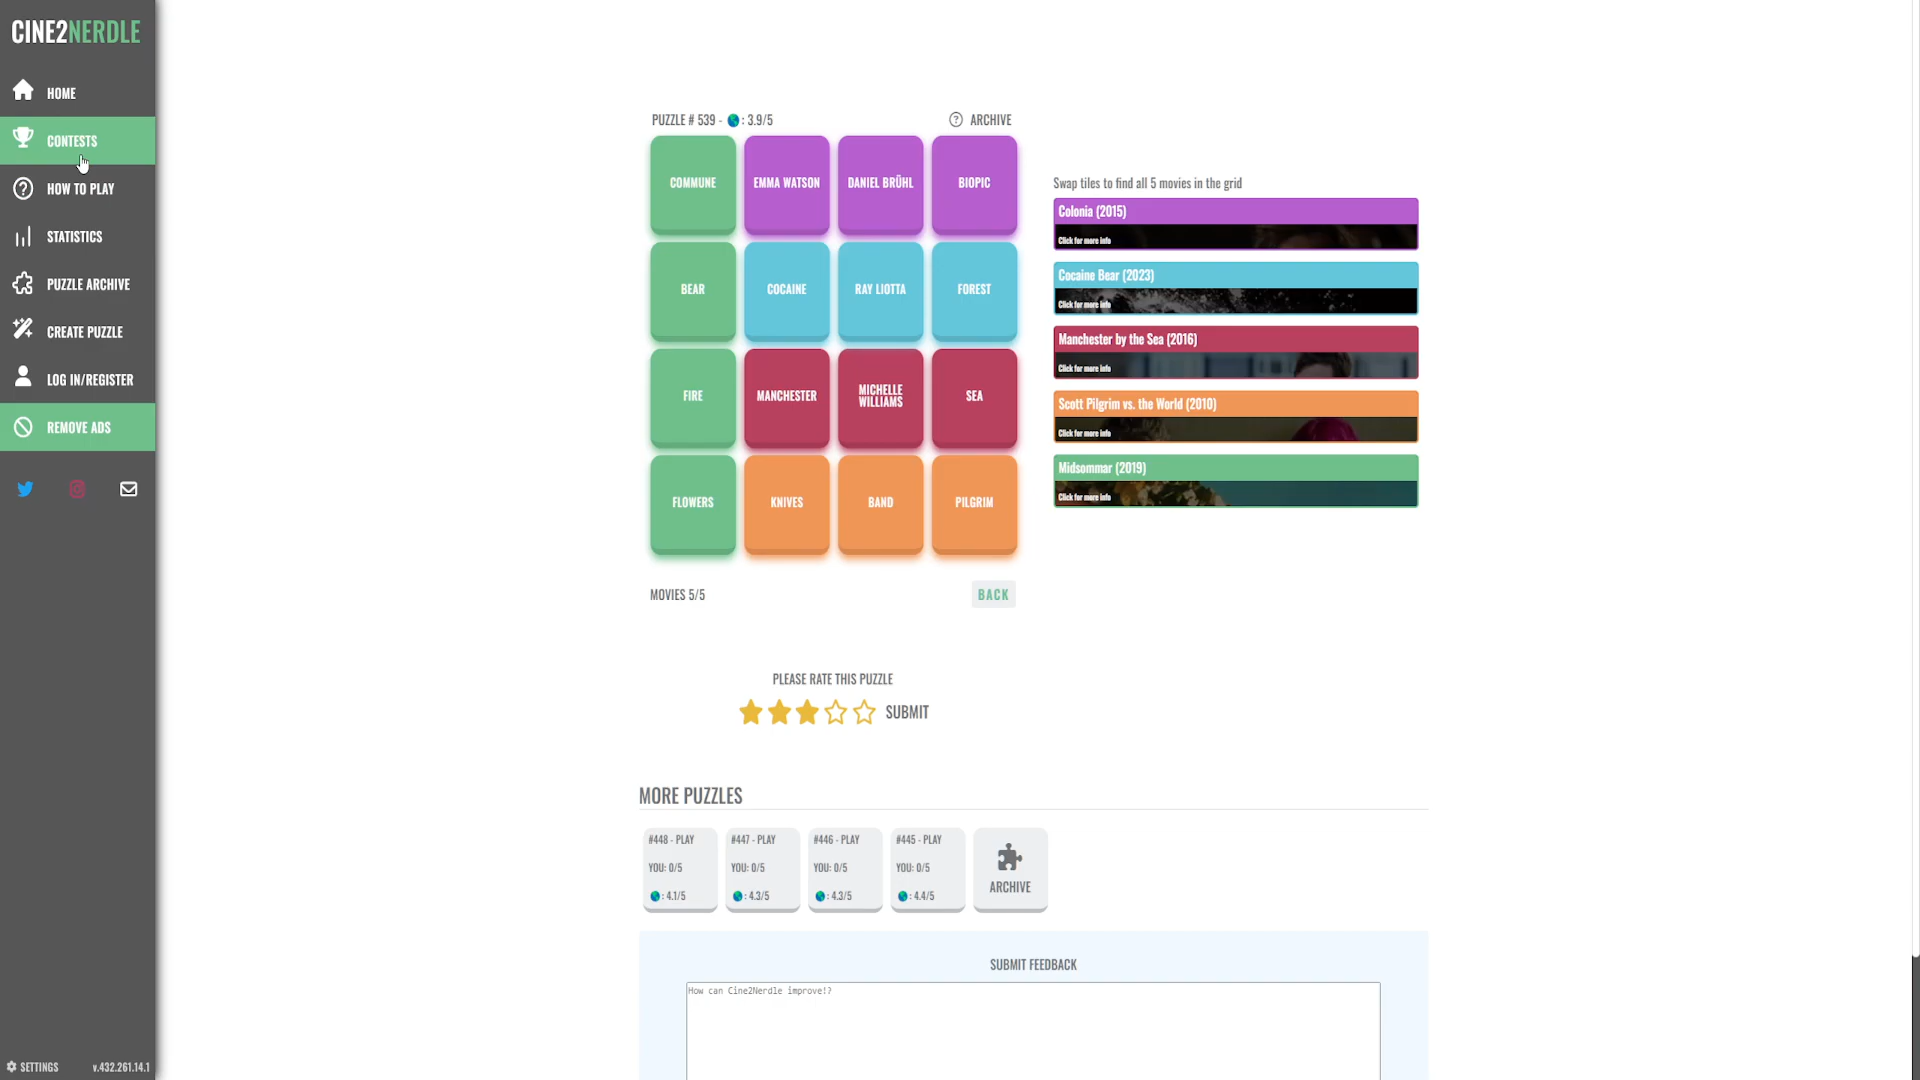 CINE2NERDLE
HOME
CONTESTS
HOW TO PLAY
STATISTICS
PUZZLE ARCHIVE
CREATE PUZZLE
LOG IN/REGISTER
REMOVE ADS
SETTINGS
v.432.261.14.1
PUZZLE # 539 - : 3.9/5
? ARCHIVE
COMMUNE
EMMA WATSON
DANIEL BRÜHL
BIOPIC
BEAR
COCAINE
RAY LIOTTA
FOREST
FIRE
MANCHESTER
MICHELLE
WILLIAMS
SEA
FLOWERS
KNIVES
BAND
PILGRIM
MOVIES 5/5
BACK
Swap tiles to find all 5 movies in the grid
Colonia (2015)
Click for more info
Cocaine Bear (2023)
Click for more info
Manchester by the Sea (2016)
Click for more info
Scott Pilgrim vs. the World (2010)
Click for more info
Midsommar (2019)
Click for more info
PLEASE RATE THIS PUZZLE
SUBMIT
MORE PUZZLES
#448 - PLAY
YOU: 0/5
: 4.1/5
#447 - PLAY
YOU: 0/5
: 4.3/5
#446 - PLAY
YOU: 0/5
: 4.3/5
#445 - PLAY
YOU: 0/5
: 4.4/5
ARCHIVE
SUBMIT FEEDBACK
How can Cine2Nerdle improve!?